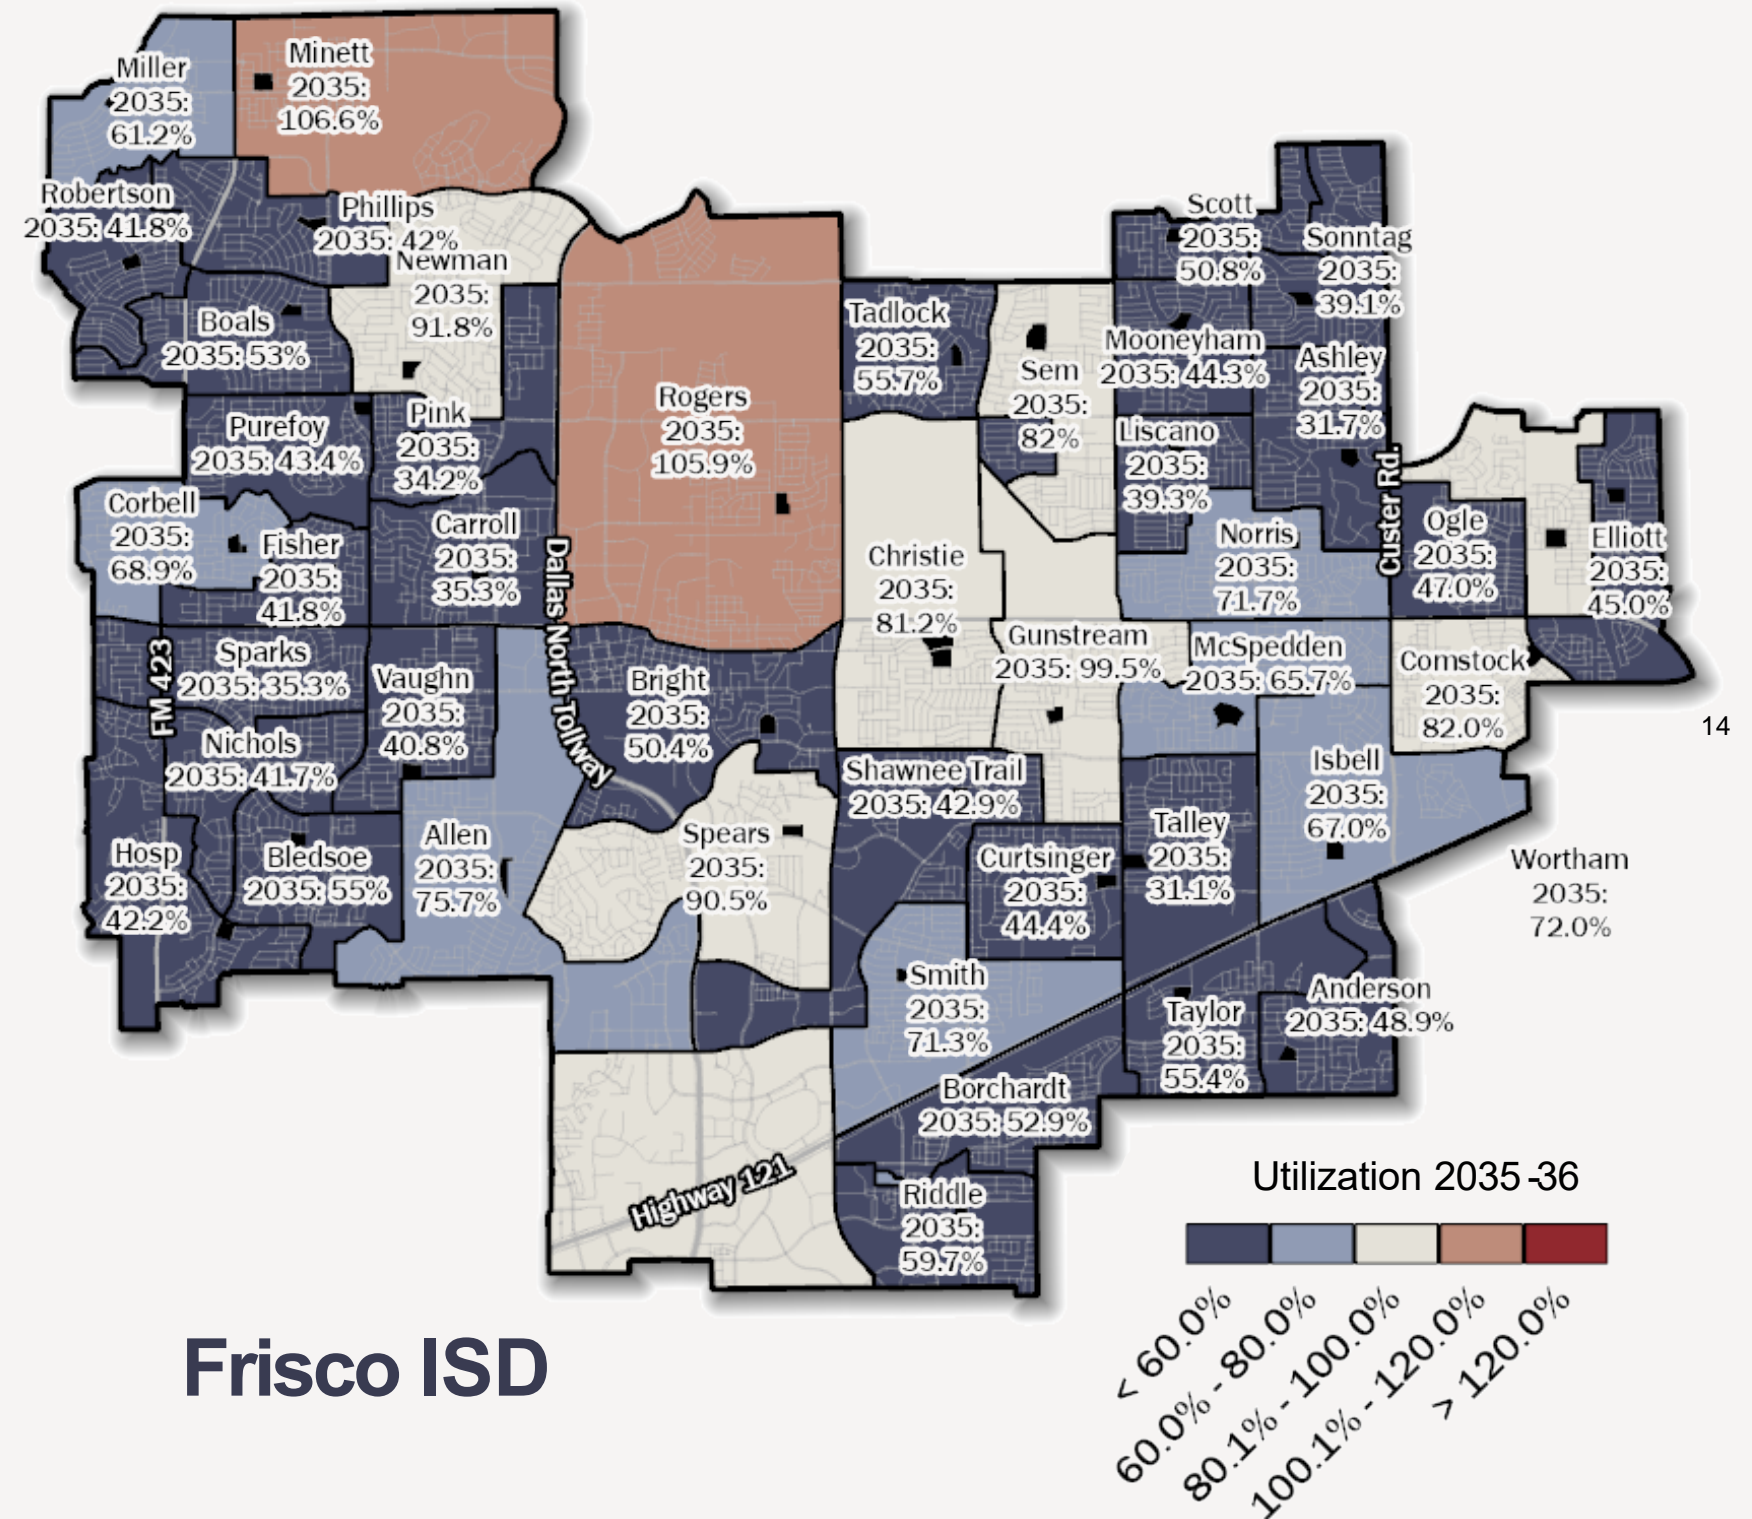 Miller
2035:
61.2%
Minett
2035:
106.6%
Robertson
2035: 41.8%
Phillips
2035: 42%
Newman
2035:
91.8%
Boals
2035: 53%
Purefoy
2035: 43.4%
Pink
2035:
34.2%
Corbell
2035:
68.9%
Fisher
2035:
41.8%
Carroll
2035:
35.3%
Rogers
2035:
105.9%
Tadlock
2035:
55.7%
Sem
2035:
82%
Scott
2035:
50.8%
Sonntag
2035:
39.1%
Mooneyham
2035: 44.3%
Ashley
2035:
31.7%
Liscano
2035:
39.3%
Norris
2035:
71.7%
Custer Rd.
Ogle
2035:
47.0%
Elliott
2035:
45.0%
Christie
2035:
81.2%
Gunstream
2035: 99.5%
McSpedden
2035: 65.7%
Comstock
2035:
82.0%
14
FM 423
Sparks
2035: 35.3%
Vaughn
2035:
40.8%
Dallas North Tollway
Bright
2035:
50.4%
Nichols
2035: 41.7%
Shawnee Trail
2035: 42.9%
Isbell
2035:
67.0%
Hosp
2035:
42.2%
Bledsoe
2035: 55%
Allen
2035:
75.7%
Spears
2035:
90.5%
Curtsinger
2035:
44.4%
Talley
2035:
31.1%
Wortham
2035:
72.0%
Smith
2035:
71.3%
Taylor
2035:
55.4%
Anderson
2035: 48.9%
Borchardt
2035: 52.9%
Highway 121
Riddle
2035:
59.7%
Utilization 2035-36
< 60.0%
60.0% - 80.0%
80.1% - 100.0%
100.1% - 120.0%
> 120.0%
Frisco ISD